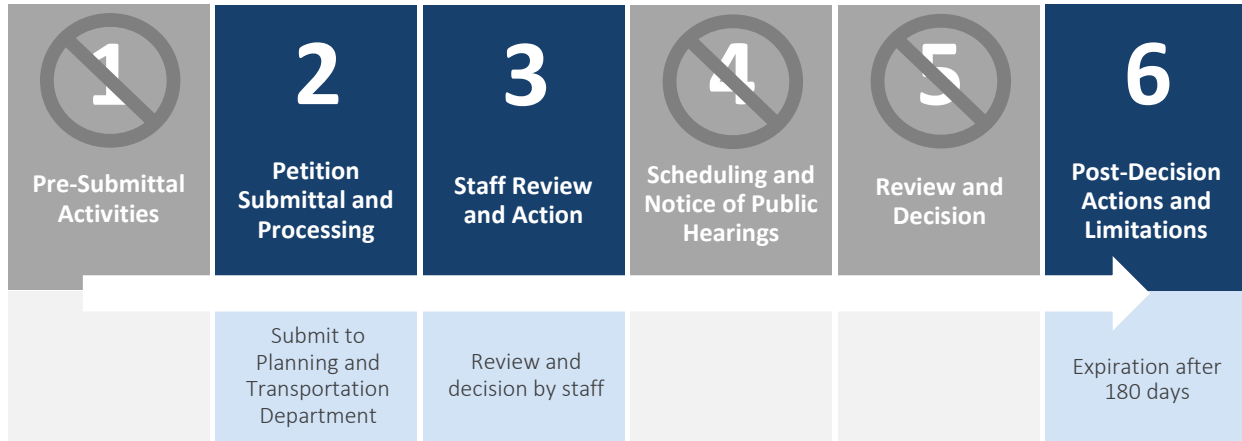 1
Pre-Submittal
Activities
2
Petition
Submittal and
Processing
3
Staff Review
and Action
4
Scheduling and
Notice of Public
Hearings
5
Review and
Decision
6
Post-Decision
Actions and
Limitations
Submit to
Planning and
Transportation
Department
Review and
decision by staff
Expiration after
180 days